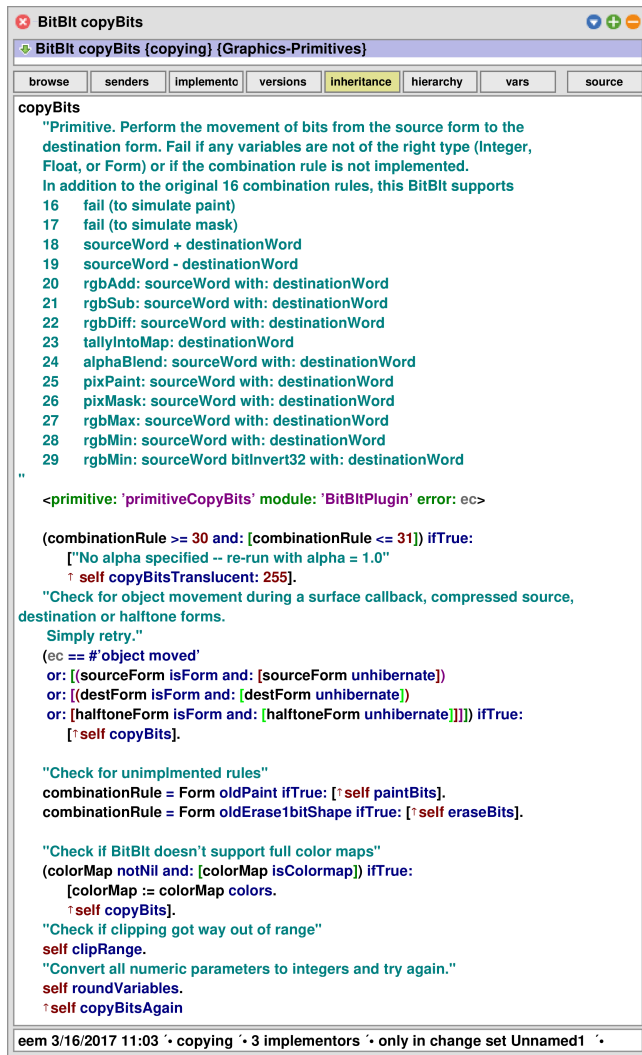 BitBlt copyBits
BitBlt copyBits {copying} {Graphics-Primitives}
browse senders implementc versions inheritance hierarchy vars source
copyBits
"Primitive. Perform the movement of bits from the source form to the
destination form. Fail if any variables are not of the right type (Integer,
Float, or Form) or if the combination rule is not implemented.
In addition to the original 16 combination rules, this BitBlt supports
16 fail (to simulate paint)
17 fail (to simulate mask)
18 sourceWord + destinationWord
19 sourceWord - destinationWord
20 rgbAdd: sourceWord with: destinationWord
21 rgbSub: sourceWord with: destinationWord
22 rgbDiff: sourceWord with: destinationWord
23 tallyIntoMap: destinationWord
24 alphaBlend: sourceWord with: destinationWord
25 pixPaint: sourceWord with: destinationWord
26 pixMask: sourceWord with: destinationWord
27 rgbMax: sourceWord with: destinationWord
28 rgbMin: sourceWord with: destinationWord
29 rgbMin: sourceWord bitInvert32 with: destinationWord
"
<primitive: 'primitiveCopyBits' module: 'BitBltPlugin' error: ec>
(combinationRule >= 30 and: [combinationRule <= 31]) ifTrue:
["No alpha specified -- re-run with alpha = 1.0"
↑ self copyBitsTranslucent: 255].
"Check for object movement during a surface callback, compressed source,
destination or halftone forms.
Simply retry."
(ec == #'object moved'
or: [(sourceForm isForm and: [sourceForm unhibernate])
or: [(destForm isForm and: [destForm unhibernate])
or: [halftoneForm isForm and: [halftoneForm unhibernate]]]]) ifTrue:
[↑self copyBits].
"Check for unimplmented rules"
combinationRule = Form oldPaint ifTrue: [↑self paintBits].
combinationRule = Form oldErase1bitShape ifTrue: [↑self eraseBits].
"Check if BitBlt doesn't support full color maps"
(colorMap notNil and: [colorMap isColormap]) ifTrue:
[colorMap := colorMap colors.
↑self copyBits].
"Check if clipping got way out of range"
self clipRange.
"Convert all numeric parameters to integers and try again."
self roundVariables.
↑self copyBitsAgain
eem 3/16/2017 11:03 ´• copying ´• 3 implementors ´• only in change set Unnamed1 ´•